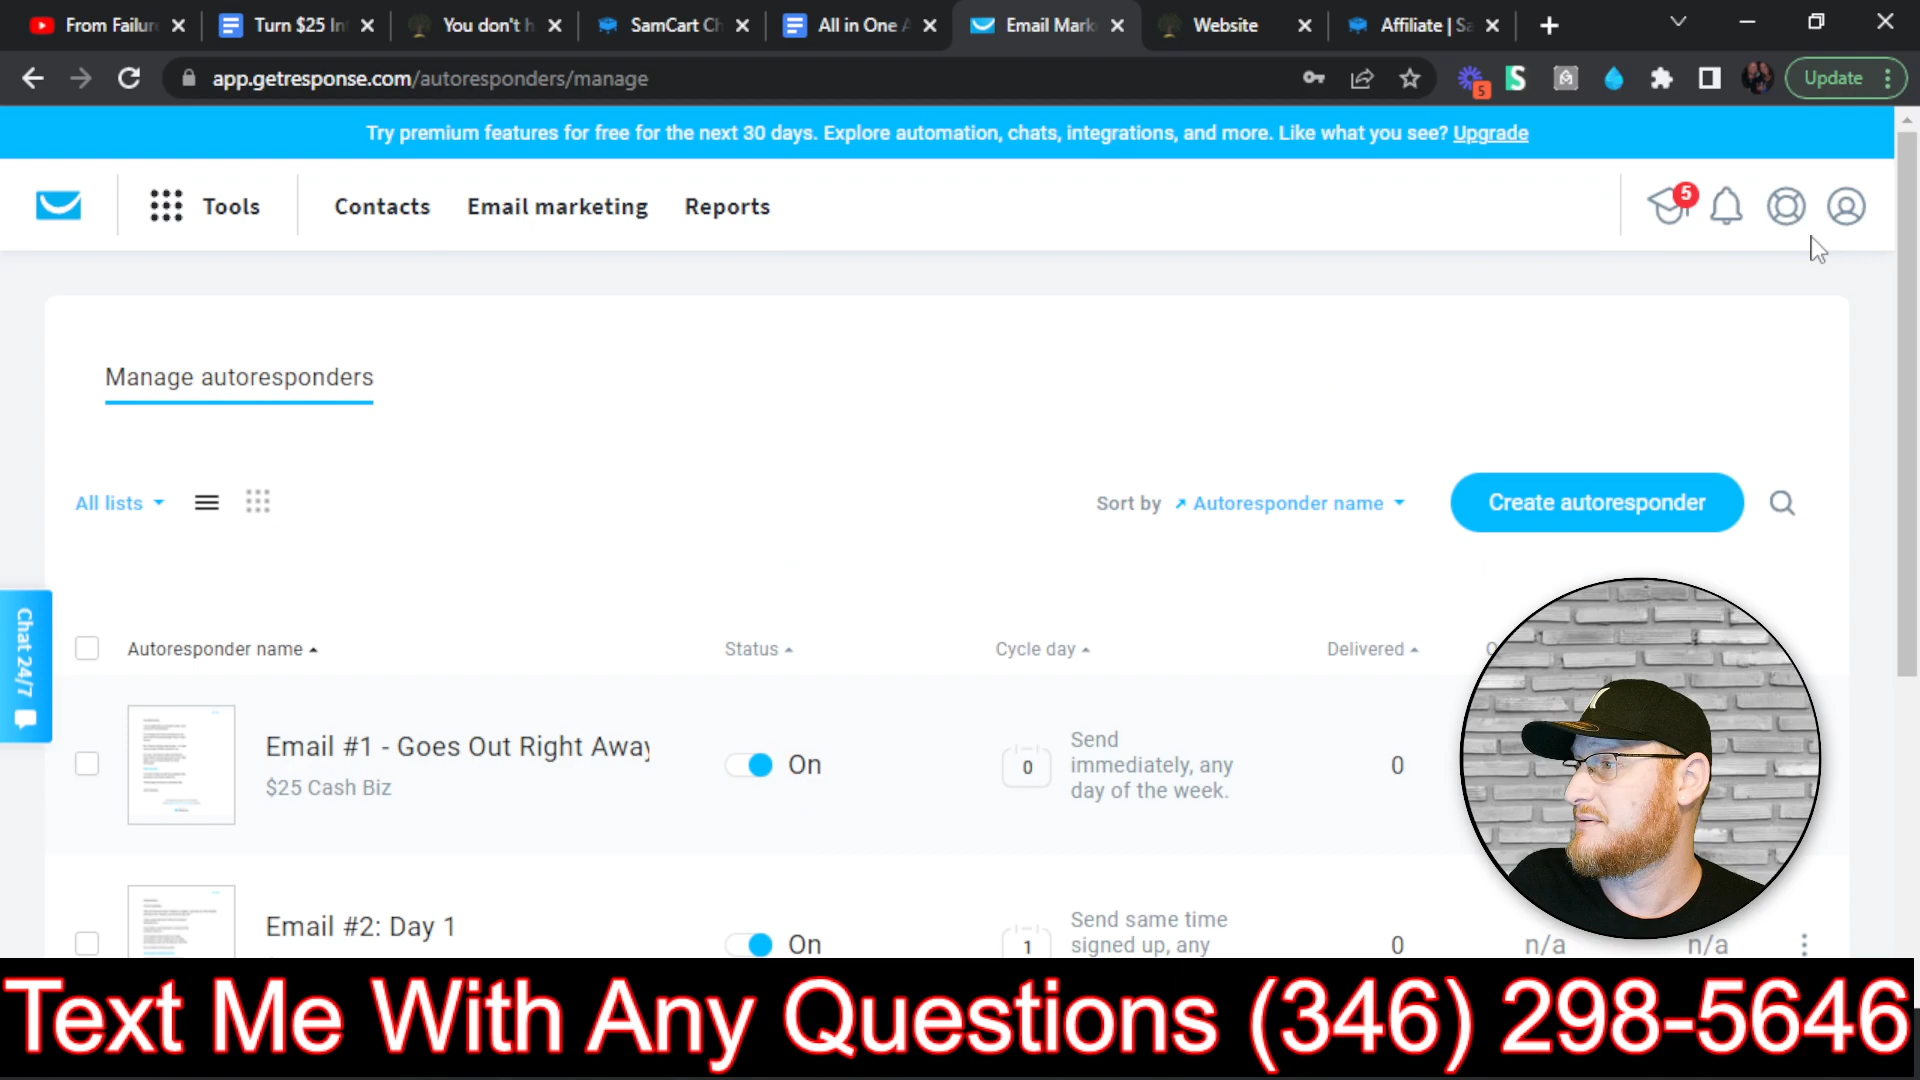 From Failur
Turn $25 In
You don't h
SamCart Ch
All in One A
Email Mark
Website
Affiliate | Sa
app.getresponse.com/autoresponders/manage
5
Update
Try premium features for free for the next 30 days. Explore automation, chats, integrations, and more. Like what you see? Upgrade
Tools
Contacts
Email marketing
Reports
5
Manage autoresponders
All lists
Sort by
Autoresponder name
Create autoresponder
Chat 24/7
Autoresponder name
Status
Cycle day
Delivered
Email #1 - Goes Out Right Away
$25 Cash Biz
On
0
Send
immediately, any
day of the week.
0
Email #2: Day 1
On
1
Send same time
signed up, any
0
n/a
n/a
Text Me With Any Questions (346) 298-5646